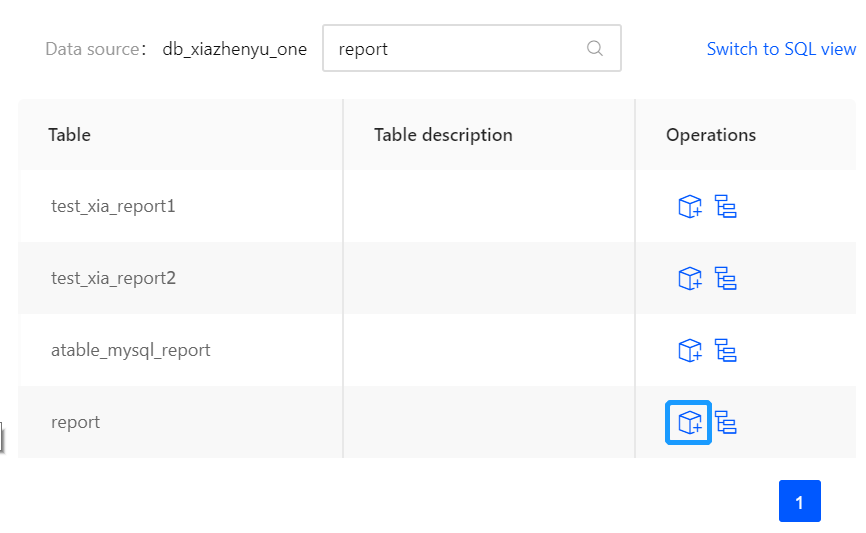 Data source： db_xiazhenyu_one report Switch to SQL view
Table Table description Operations
test_xia_report1
test_xia_report2
atable_mysql_report
report
1